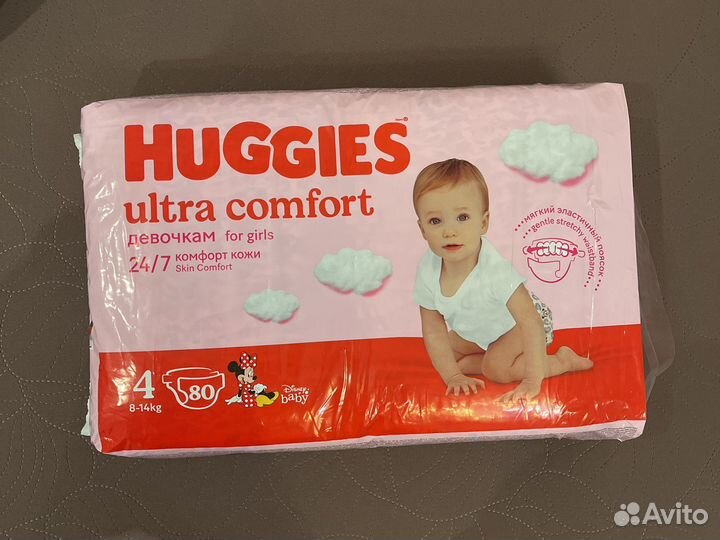 HUGGIES®
ultra comfort
девочкам for girls
24/7 комфорт кожи
Skin Comfort
мягкий эластичный поясок
gentle stretchy waistband
4
8-14kg
80
Disney
baby
Avito